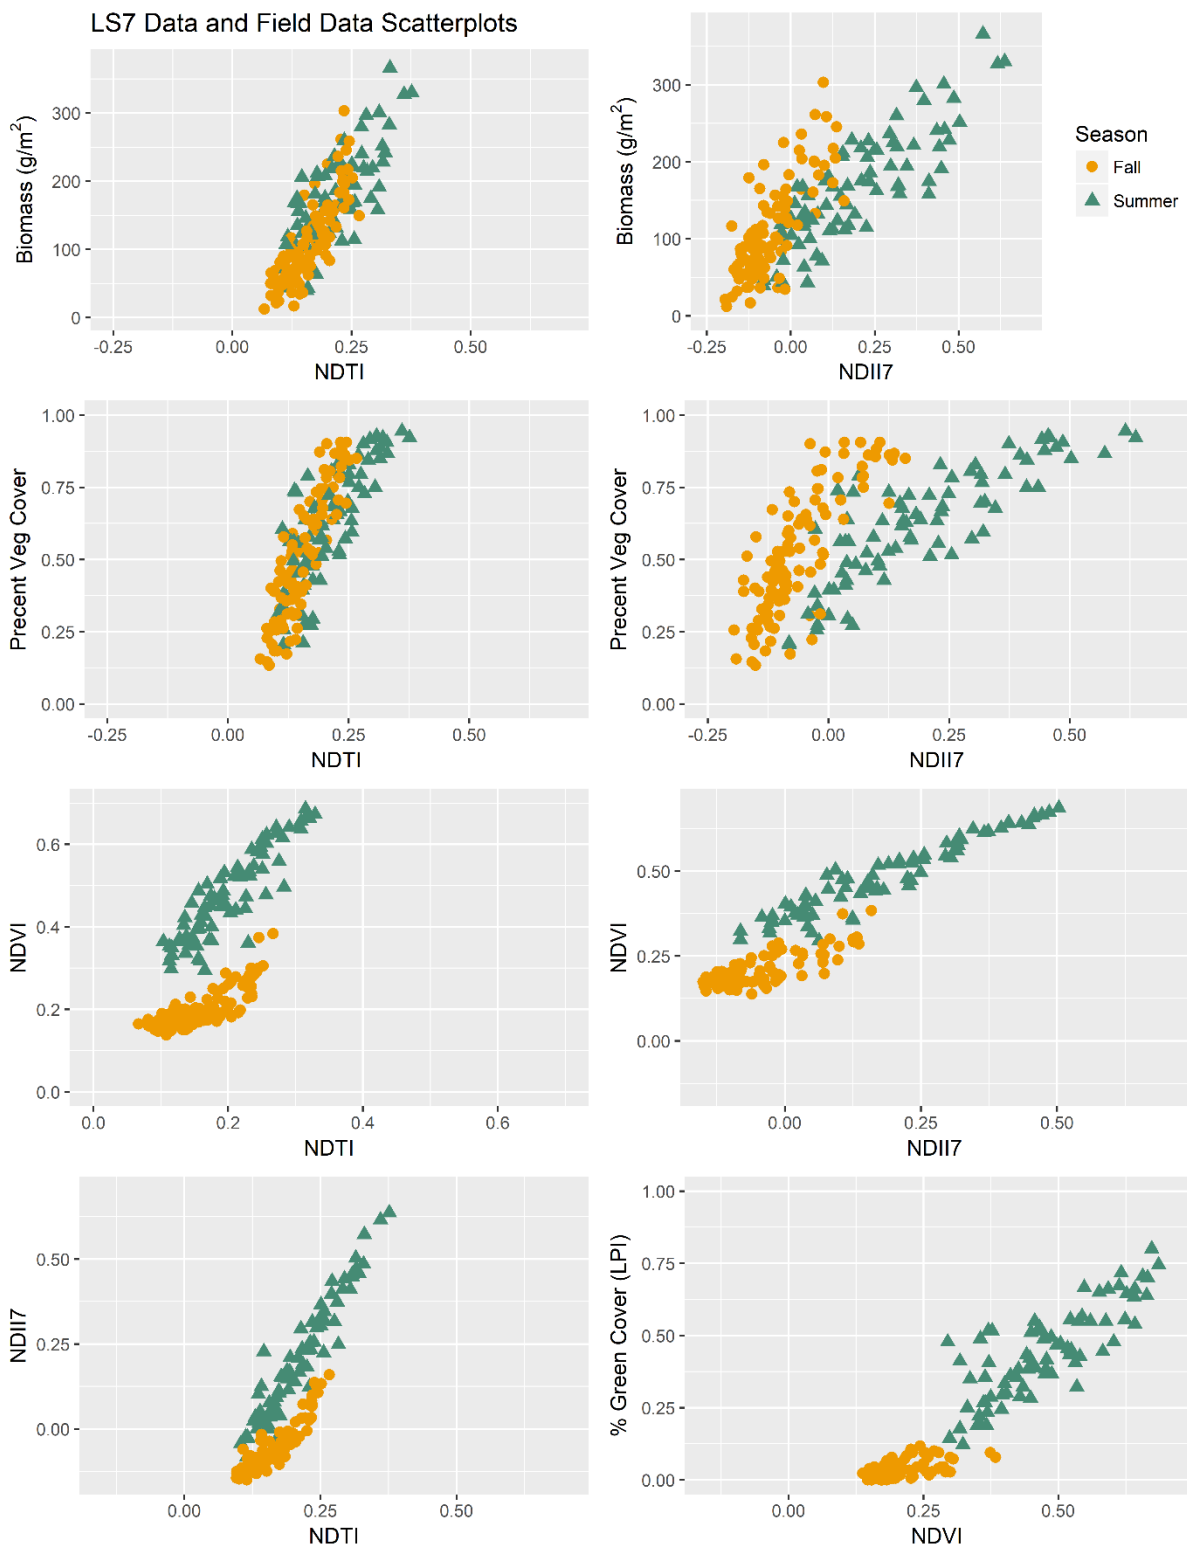 LS7 Data and Field Data Scatterplots
300
200
100
0
Biomass (g/m²)
-0.25 0.00 0.25 0.50
NDTI
300
200
100
0
Biomass (g/m²)
-0.25 0.00 0.25 0.50
NDII7
Season
Fall
Summer
1.00
0.75
0.50
0.25
0.00
Precent Veg Cover
-0.25 0.00 0.25 0.50
NDTI
1.00
0.75
0.50
0.25
0.00
Precent Veg Cover
-0.25 0.00 0.25 0.50
NDII7
0.6
0.4
0.2
0.0
NDVI
0.0 0.2 0.4 0.6
NDTI
0.50
0.25
0.00
NDVI
0.00 0.25 0.50
NDII7
0.50
0.25
0.00
NDII7
0.00 0.25 0.50
NDTI
1.00
0.75
0.50
0.25
0.00
% Green Cover (LPI)
0.00 0.25 0.50
NDVI